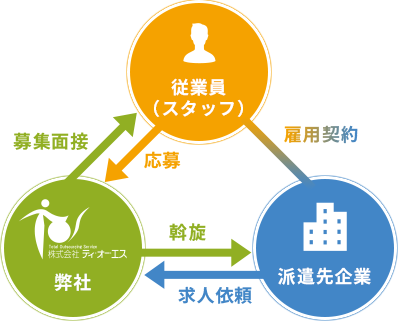 従業員
（スタッフ）
募集面接
応募
雇用契約
Total Outsourcing Service
株式会社 ティ・オーエス
弊社
斡旋
求人依頼
派遣先企業